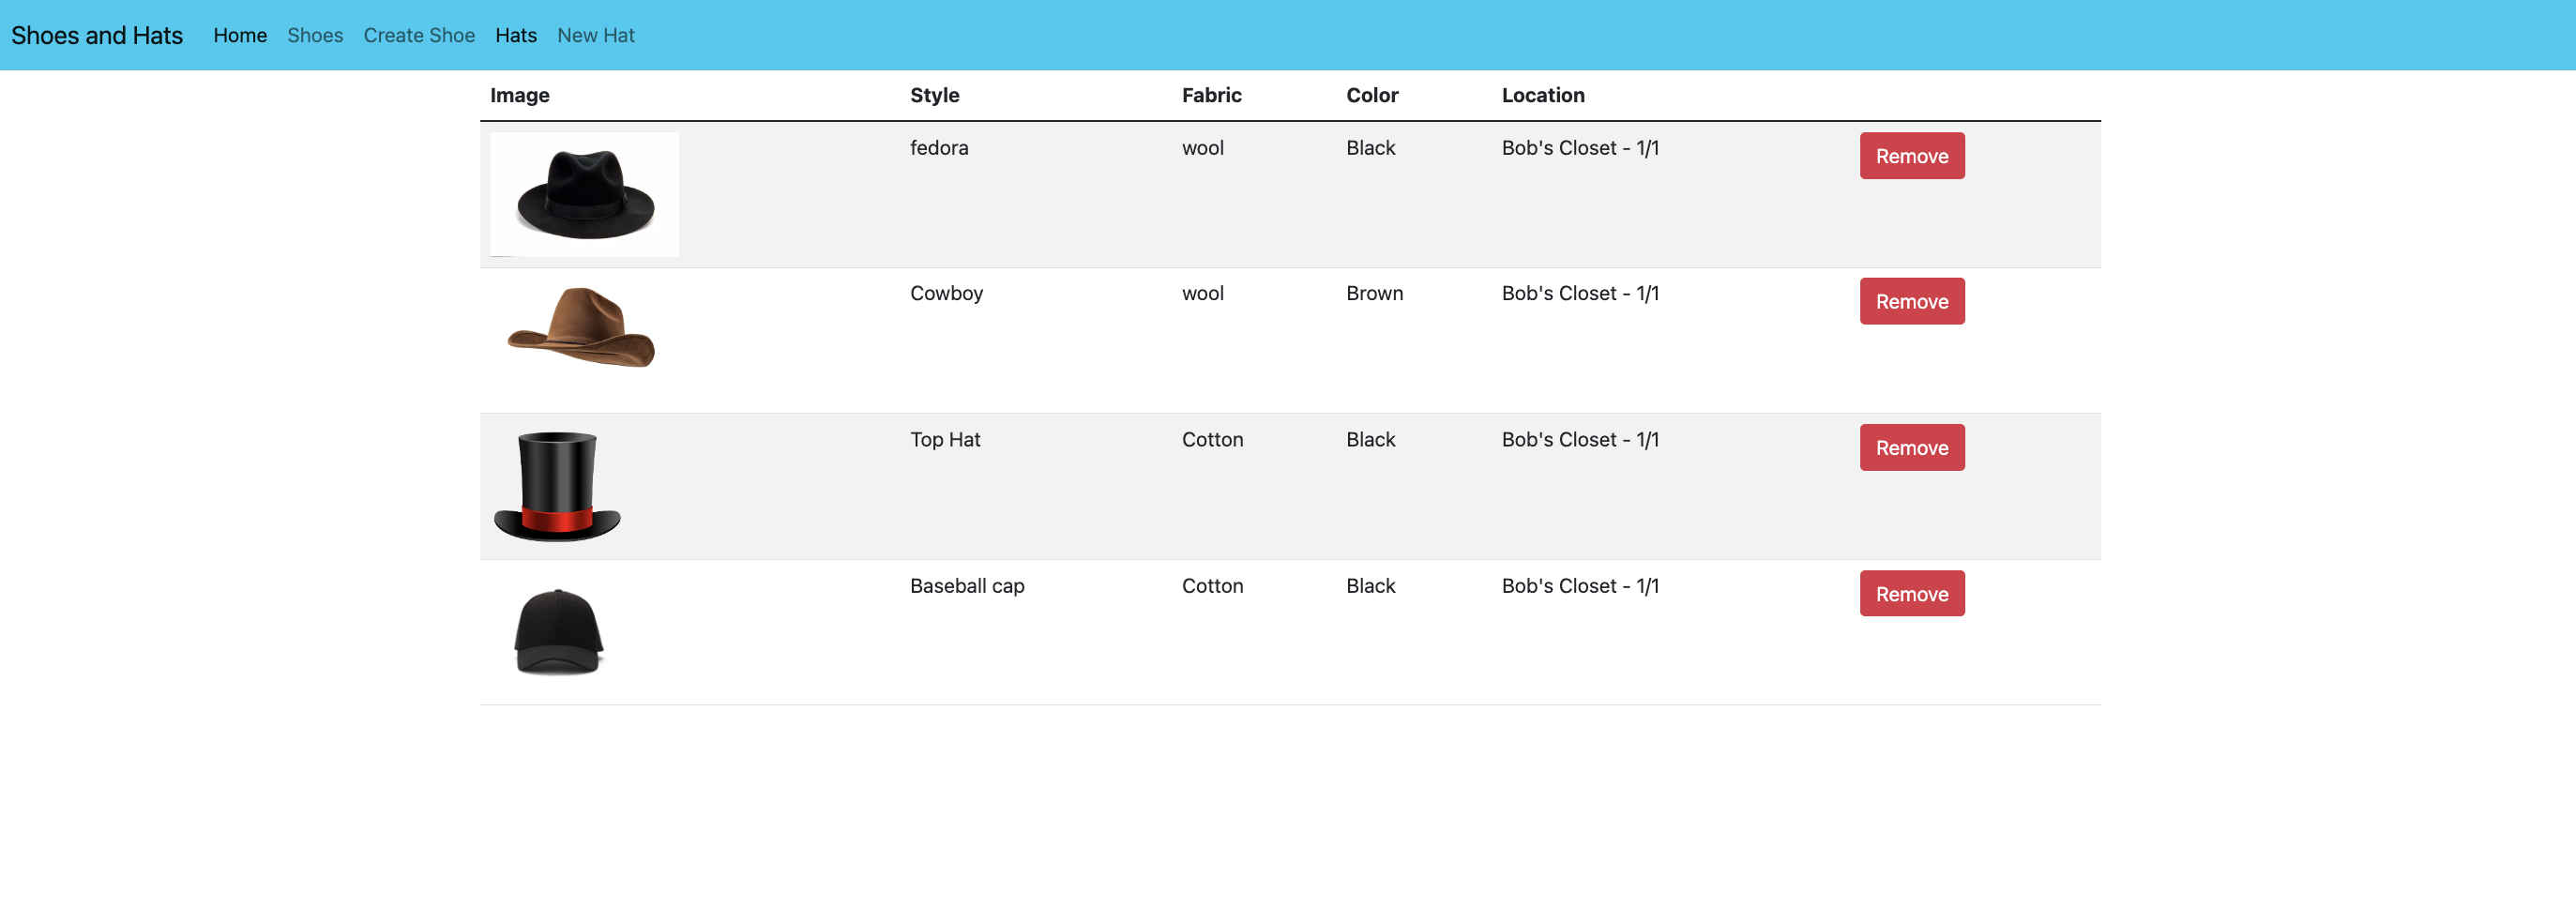 Shoes and Hats Home Shoes Create Shoe Hats New Hat
Image Style Fabric Color Location
fedora wool Black Bob's Closet - 1/1 Remove
Cowboy wool Brown Bob's Closet - 1/1 Remove
Top Hat Cotton Black Bob's Closet - 1/1 Remove
Baseball cap Cotton Black Bob's Closet - 1/1 Remove